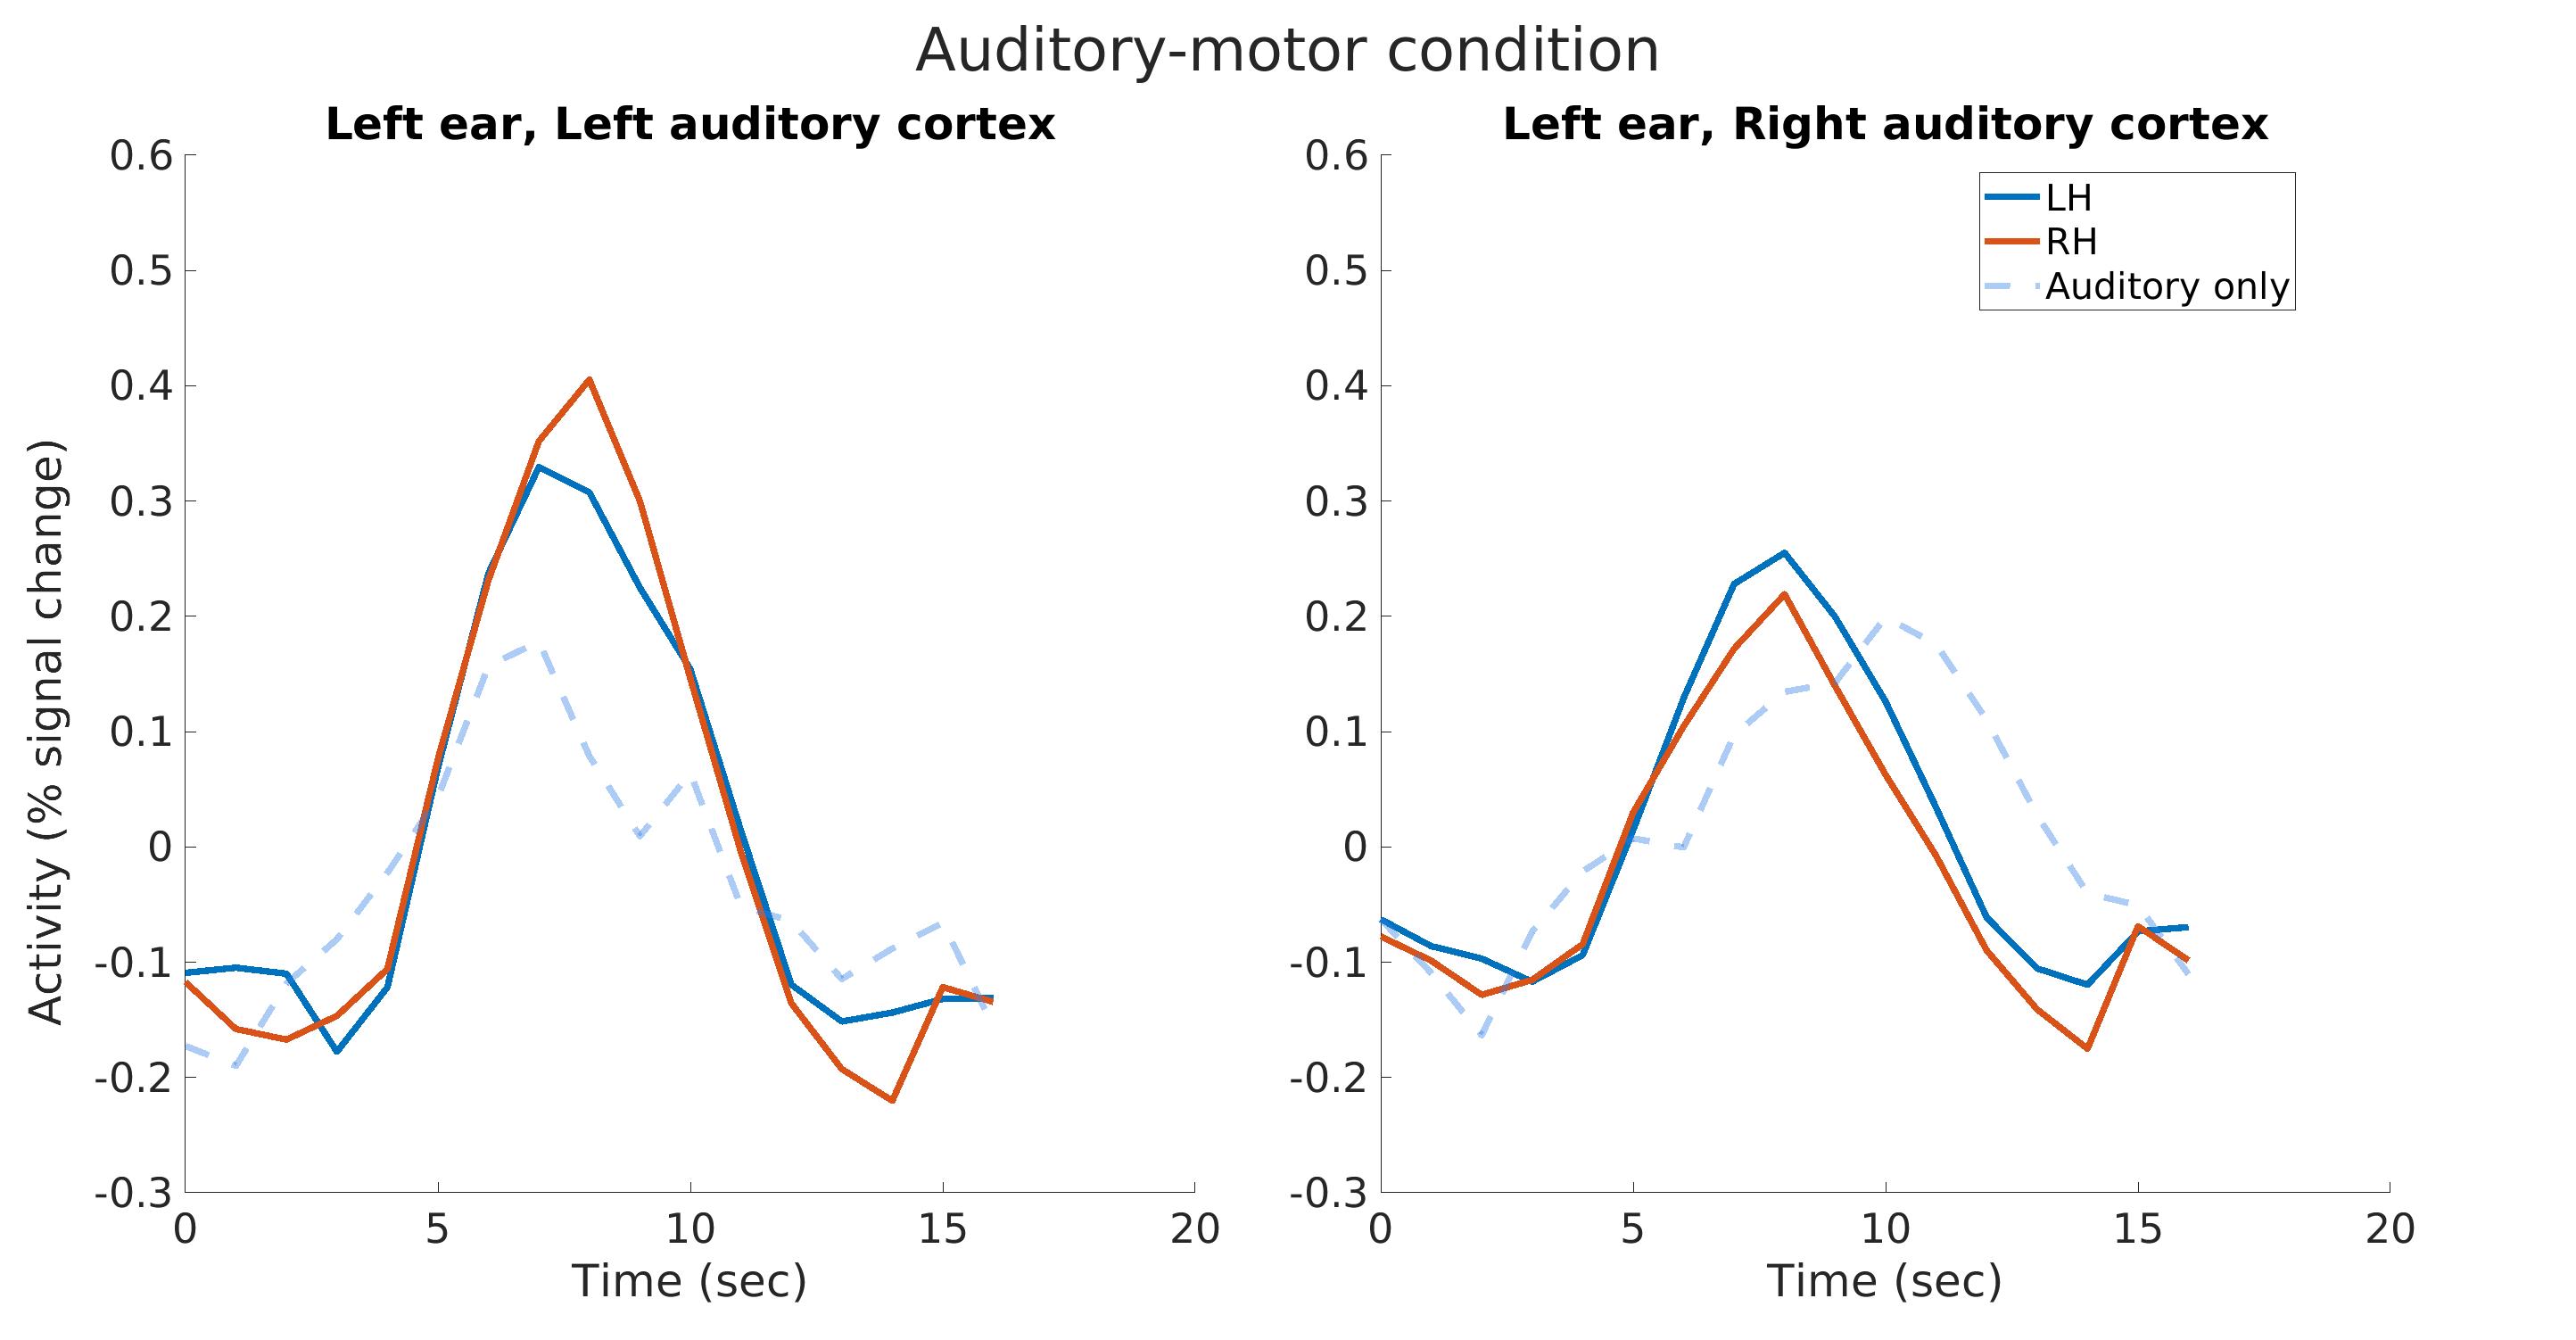 Auditory-motor condition
Left ear, Left auditory cortex
0.6
0.5
0.4
0.3
0.2
0.1
0
-0.1
-0.2
-0.3
Activity (% signal change)
0 5 10 15 20
Time (sec)
Left ear, Right auditory cortex
LH
RH
Auditory only
0.6
0.5
0.4
0.3
0.2
0.1
0
-0.1
-0.2
-0.3
0 5 10 15 20
Time (sec)